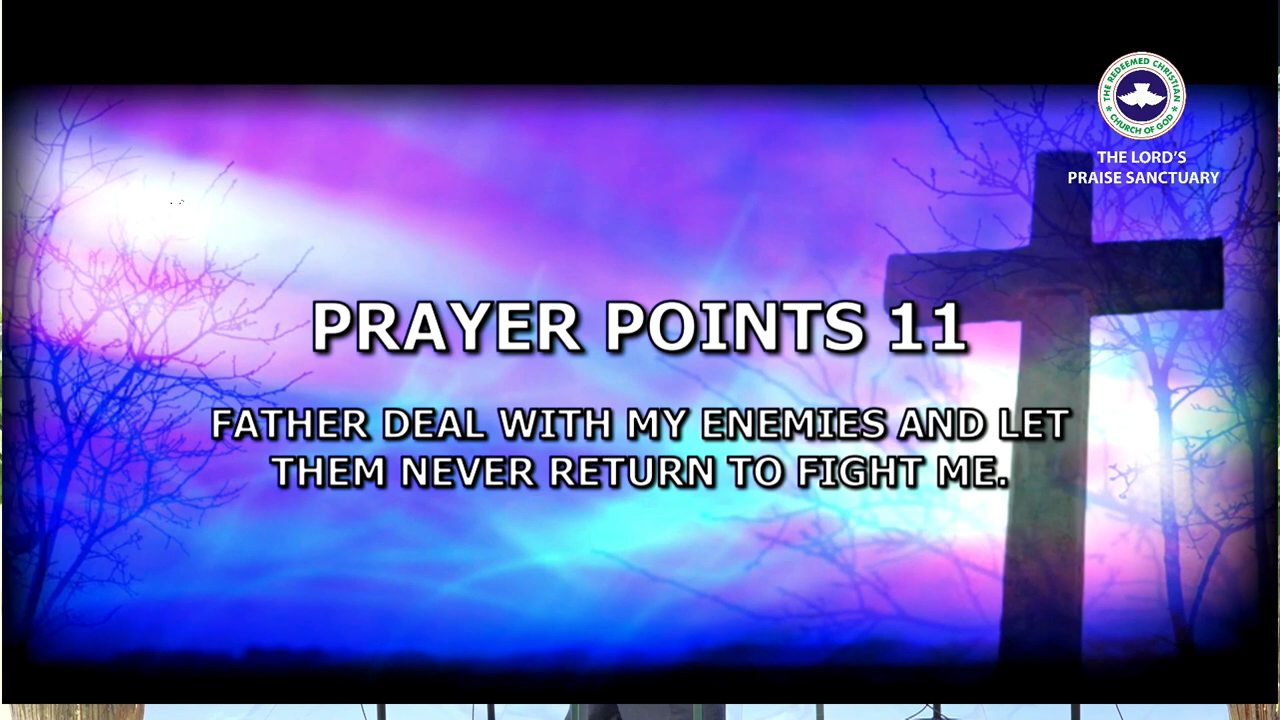 THE REDEEMED CHRISTIAN
CHURCH OF GOD
THE LORD'S
PRAISE SANCTUARY
PRAYER POINTS 11
FATHER DEAL WITH MY ENEMIES AND LET
THEM NEVER RETURN TO FIGHT ME.